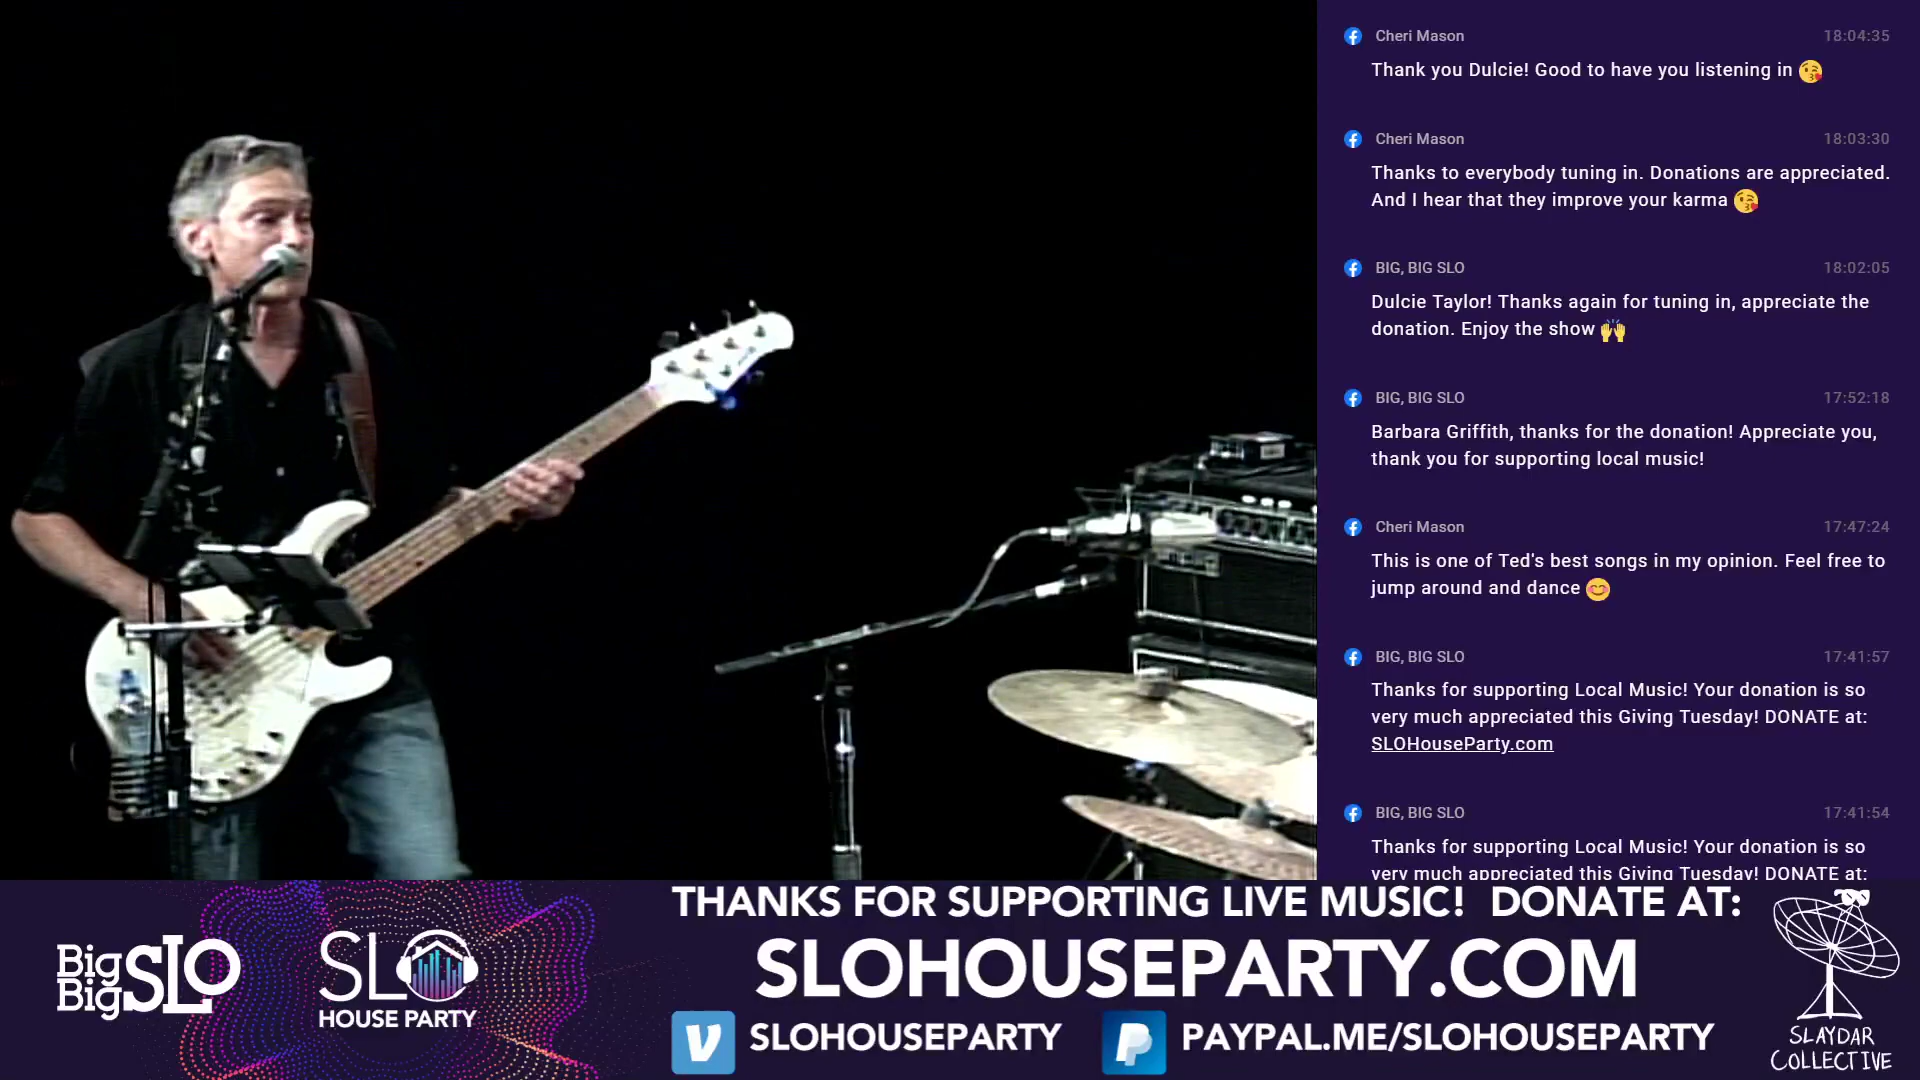 Cheri Mason 18:04:35
Thank you Dulcie! Good to have you listening in 😘
Cheri Mason 18:03:30
Thanks to everybody tuning in. Donations are appreciated.
And I hear that they improve your karma 😘
BIG, BIG SLO 18:02:05
Dulcie Taylor! Thanks again for tuning in, appreciate the
donation. Enjoy the show 🙌
BIG, BIG SLO 17:52:18
Barbara Griffith, thanks for the donation! Appreciate you,
thank you for supporting local music!
Cheri Mason 17:47:24
This is one of Ted's best songs in my opinion. Feel free to
jump around and dance 😊
BIG, BIG SLO 17:41:57
Thanks for supporting Local Music! Your donation is so
very much appreciated this Giving Tuesday! DONATE at:
SLOHouseParty.com
BIG, BIG SLO 17:41:54
Thanks for supporting Local Music! Your donation is so
very much appreciated this Giving Tuesday! DONATE at:
Big
Big SLO
SLO
HOUSE PARTY
THANKS FOR SUPPORTING LIVE MUSIC! DONATE AT:
SLOHOUSEPARTY.COM
SLOHOUSEPARTY
PAYPAL.ME/SLOHOUSEPARTY
SLAYDAR
COLLECTIVE